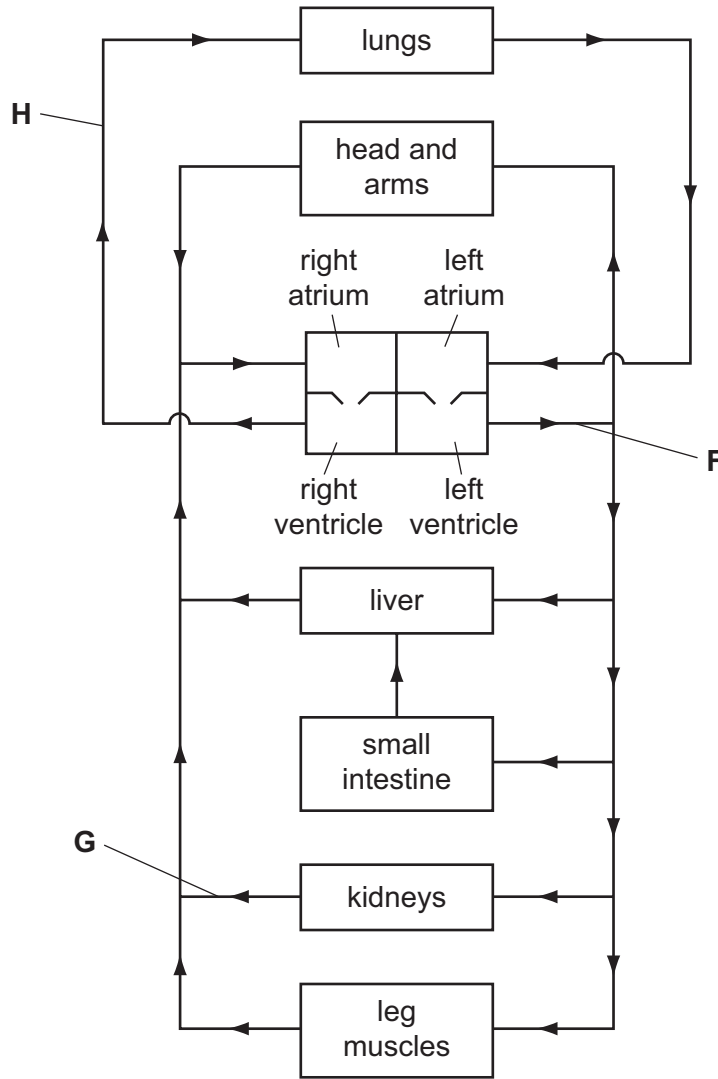 lungs
H
head and
arms
right
atrium
left
atrium
F
right
ventricle
left
ventricle
liver
small
intestine
G
kidneys
leg
muscles